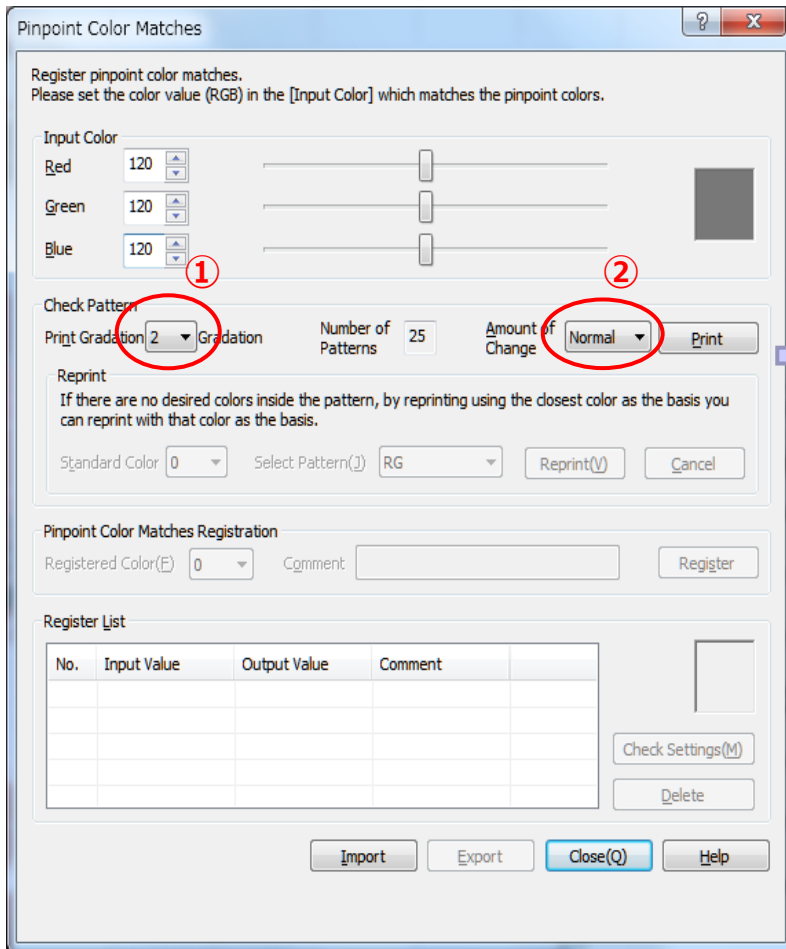 Pinpoint Color Matches
?
X
Register pinpoint color matches.
Please set the color value (RGB) in the [Input Color] which matches the pinpoint colors.
Input Color
Red 120
Green 120
Blue 120
① ②
Check Pattern
Print Gradation 2 Gradation Number of Patterns 25 Amount of Change Normal Print
Reprint
If there are no desired colors inside the pattern, by reprinting using the closest color as the basis you
can reprint with that color as the basis.
Standard Color 0 Select Pattern(J) RG Reprint(V) Cancel
Pinpoint Color Matches Registration
Registered Color(F) 0 Comment Register
Register List
No. Input Value Output Value Comment
Check Settings(M)
Delete
Import Export Close(Q) Help